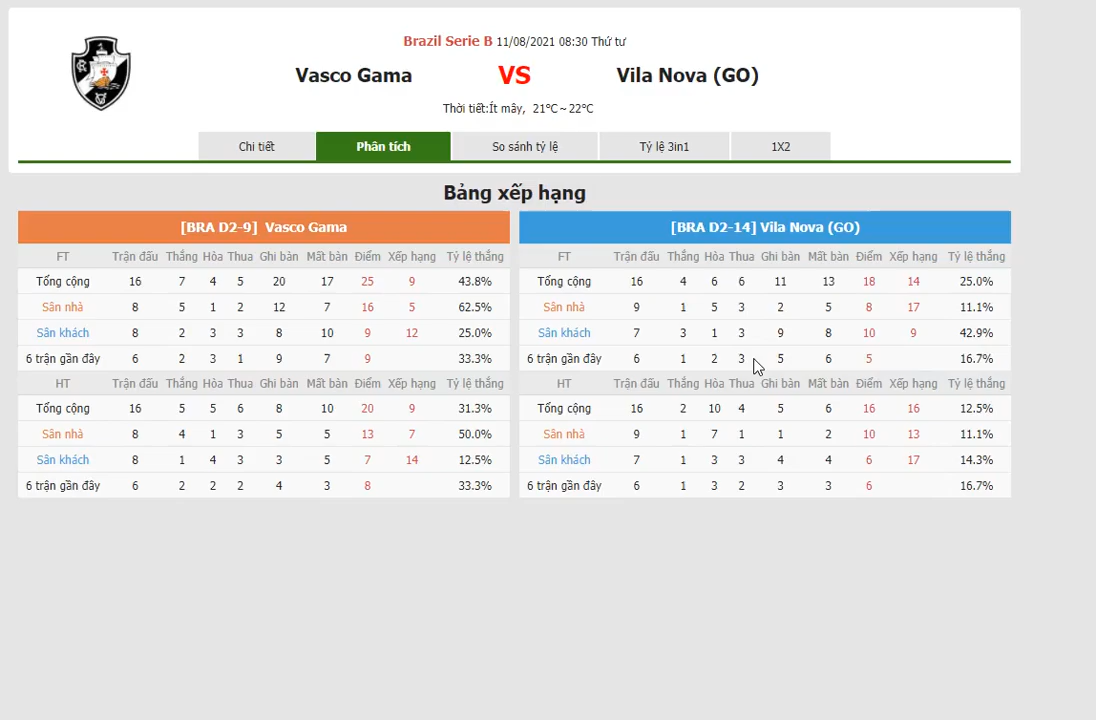 Brazil Serie B 11/08/2021 08:30 Thứ tư
Vasco Gama VS Vila Nova (GO)
Thời tiết:Ít mây, 21℃~22℃
Chi tiết Phân tích So sánh tỷ lệ Tỷ lệ 3in1 1X2
Bảng xếp hạng
[BRA D2-9] Vasco Gama
FT Trận đấu Thắng Hòa Thua Ghi bàn Mất bàn Điểm Xếp hạng Tỷ lệ thắng
Tổng cộng 16 7 4 5 20 17 25 9 43.8%
Sân nhà 8 5 1 2 12 7 16 5 62.5%
Sân khách 8 2 3 3 8 10 9 12 25.0%
6 trận gần đây 6 2 3 1 9 7 9 33.3%
HT Trận đấu Thắng Hòa Thua Ghi bàn Mất bàn Điểm Xếp hạng Tỷ lệ thắng
Tổng cộng 16 5 5 6 8 10 20 9 31.3%
Sân nhà 8 4 1 3 5 5 13 7 50.0%
Sân khách 8 1 4 3 3 5 7 14 12.5%
6 trận gần đây 6 2 2 2 4 3 8 33.3%
[BRA D2-14] Vila Nova (GO)
FT Trận đấu Thắng Hòa Thua Ghi bàn Mất bàn Điểm Xếp hạng Tỷ lệ thắng
Tổng cộng 16 4 6 6 11 13 18 14 25.0%
Sân nhà 9 1 5 3 2 5 8 17 11.1%
Sân khách 7 3 1 3 9 8 10 9 42.9%
6 trận gần đây 6 1 2 3 5 6 5 16.7%
HT Trận đấu Thắng Hòa Thua Ghi bàn Mất bàn Điểm Xếp hạng Tỷ lệ thắng
Tổng cộng 16 2 10 4 5 6 16 16 12.5%
Sân nhà 9 1 7 1 1 2 10 13 11.1%
Sân khách 7 1 3 3 4 4 6 17 14.3%
6 trận gần đây 6 1 3 2 3 3 6 16.7%